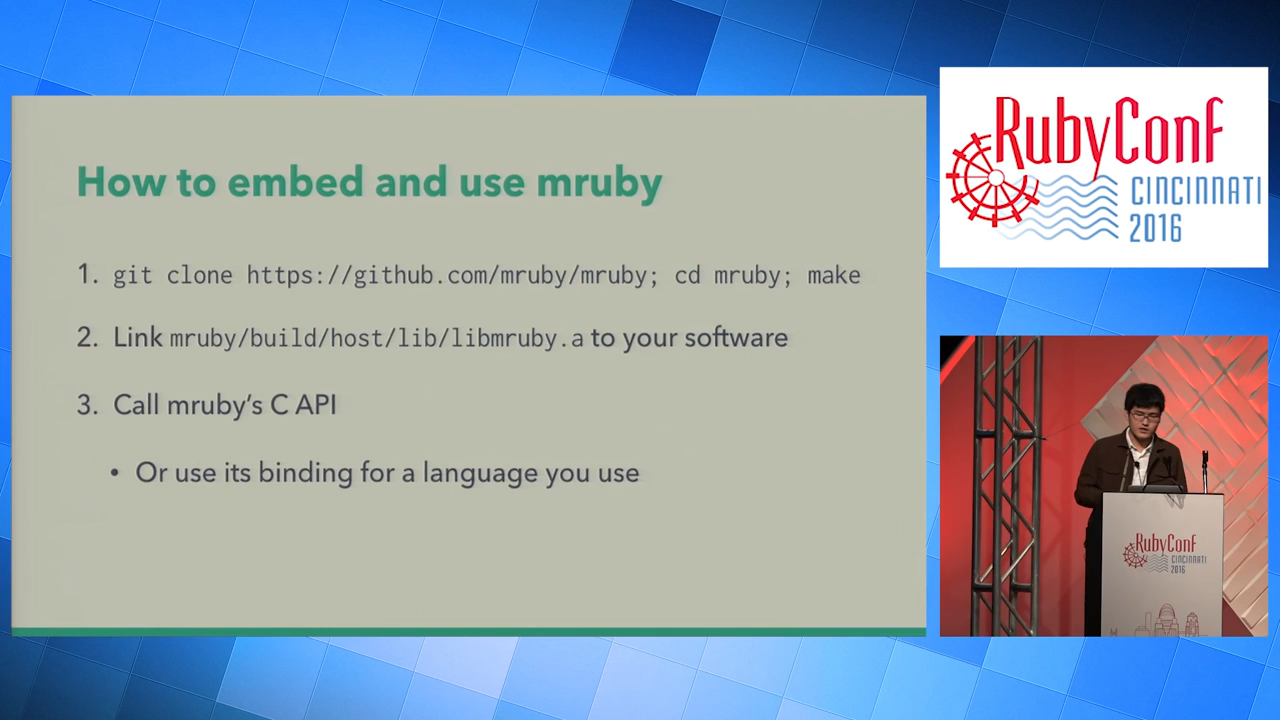 How to embed and use mruby
1. git clone https://github.com/mruby/mruby; cd mruby; make
2. Link mruby/build/host/lib/libmruby.a to your software
3. Call mruby's C API
• Or use its binding for a language you use
RubyConf
CINCINNATI
2016
RubyConf
CINCINNATI
2016